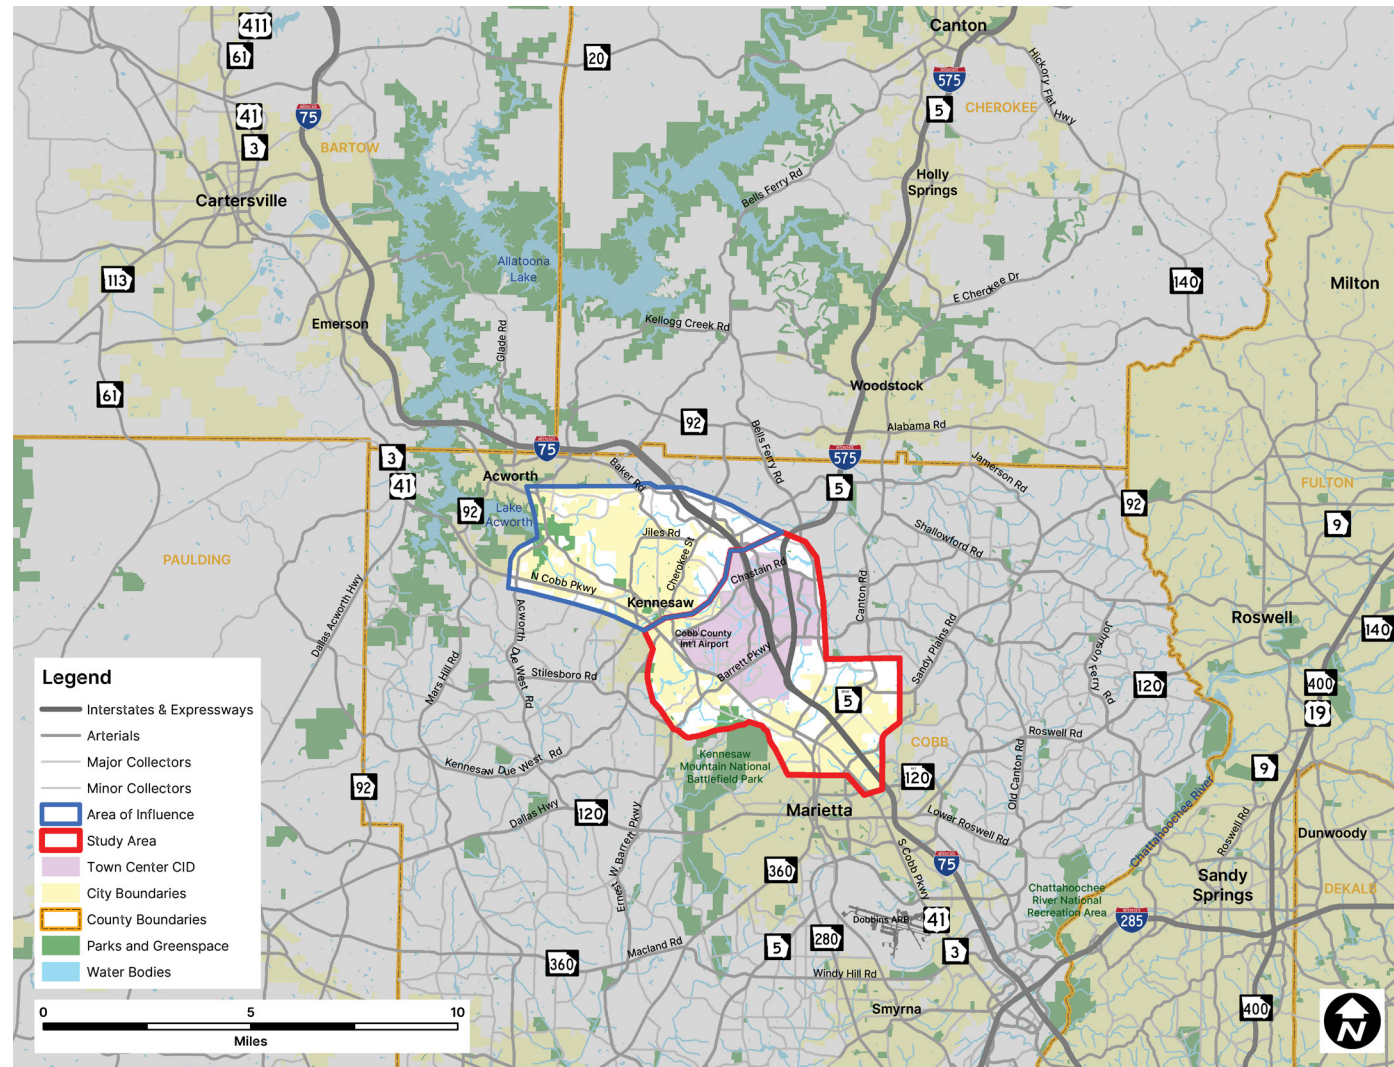 411
61
20
Canton
575
5
CHEROKEE
Hickory Flat Hwy
41
75
3
BARTOW
Cartersville
Bells Ferry Rd
Holly
Springs
Allatoona
Lake
113
E Cherokee Dr
140
Milton
Emerson
Kellogg Creek Rd
Glade Rd
61
Woodstock
92
Alabama Rd
Bells Ferry Rd
75
575
3
41
Acworth
Baker Rd
5
Jamerson Rd
92
FULTON
9
92
Lake
Acworth
Jiles Rd
Cherokee St
Shallowford Rd
PAULDING
N Cobb Pkwy
Chastain Rd
Kennesaw
Canton Rd
Dallas Acworth Hwy
Acworth Due West Rd
Cobb County
Int'l Airport
Barrett Pkwy
Sandy Plains Rd
Johnson Ferry Rd
Roswell
140
Mars Hill Rd
Stilesboro Rd
5
120
400
19
Roswell Rd
COBB
Kennesaw Due West Rd
Kennesaw
Mountain National
Battlefield Park
Old Canton Rd
9
92
120
Marietta
120
Dallas Hwy
Lower Roswell Rd
Chattahoochee River
Roswell Rd
Dunwoody
Ernest W Barrett Pkwy
S Cobb Pkwy
75
360
Sandy
Springs
DEKALB
Chattahoochee
River National
Recreation Area
285
Dobbins ARB
41
280
5
3
Macland Rd
360
Windy Hill Rd
Smyrna
400
Legend
Interstates & Expressways
Arterials
Major Collectors
Minor Collectors
Area of Influence
Study Area
Town Center CID
City Boundaries
County Boundaries
Parks and Greenspace
Water Bodies
0 5 10
Miles
N